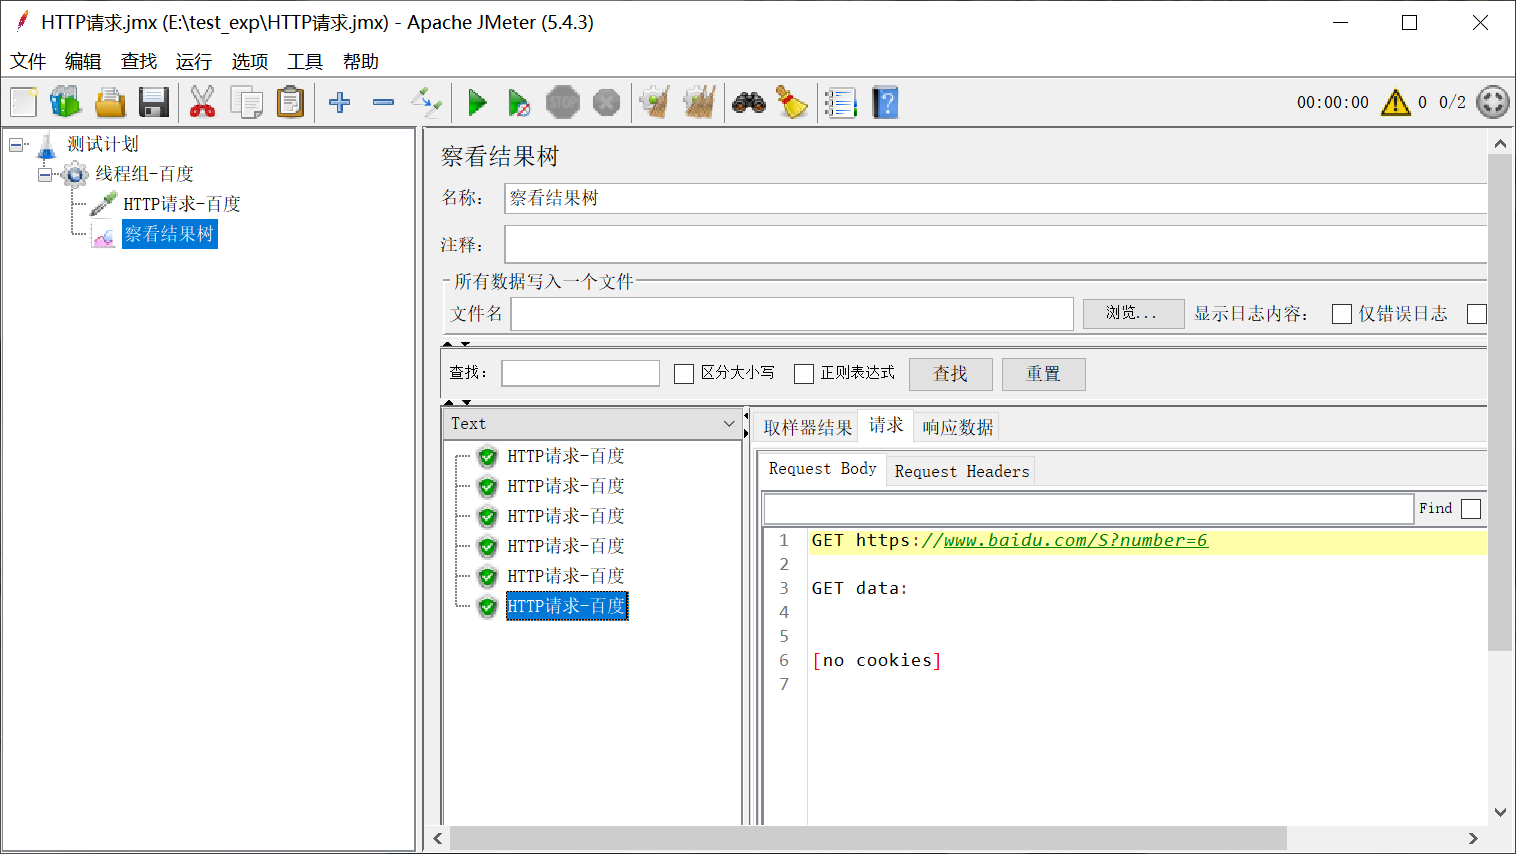 HTTP请求.jmx (E:\test_exp\HTTP请求.jmx) - Apache JMeter (5.4.3)
文件 编辑 查找 运行 选项 工具 帮助
STOP
00:00:00 0 0/2
?
测试计划
线程组-百度
HTTP请求-百度
察看结果树
察看结果树
名称： 察看结果树
注释：
所有数据写入一个文件
文件名 浏览... 显示日志内容： 仅错误日志
查找： 区分大小写 正则表达式 查找 重置
Text
HTTP请求-百度
HTTP请求-百度
HTTP请求-百度
HTTP请求-百度
HTTP请求-百度
HTTP请求-百度
取样器结果 请求 响应数据
Request Body Request Headers
Find
1 GET https://www.baidu.com/S?number=6
2
3 GET data:
4
5
6 [no cookies]
7